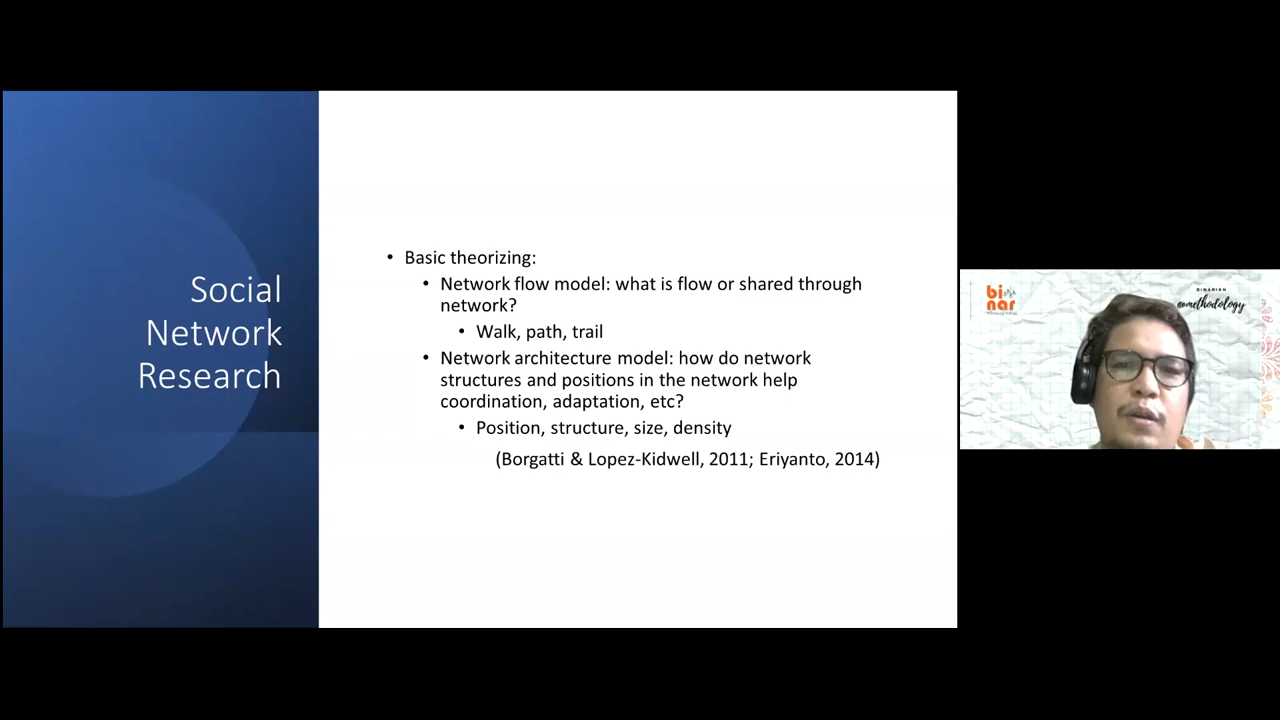 Social
Network
Research
• Basic theorizing:
• Network flow model: what is flow or shared through
network?
• Walk, path, trail
• Network architecture model: how do network
structures and positions in the network help
coordination, adaptation, etc?
• Position, structure, size, density
(Borgatti & Lopez-Kidwell, 2011; Eriyanto, 2014)
bi
nar
BINARIAN